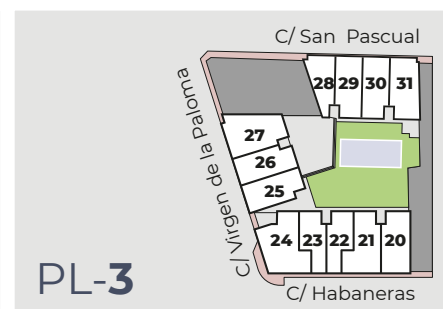 C/ San Pascual
28 29 30 31
C/ Virgen de la Paloma
27
26
25
24 23 22 21 20
PL-3
C/ Habaneras